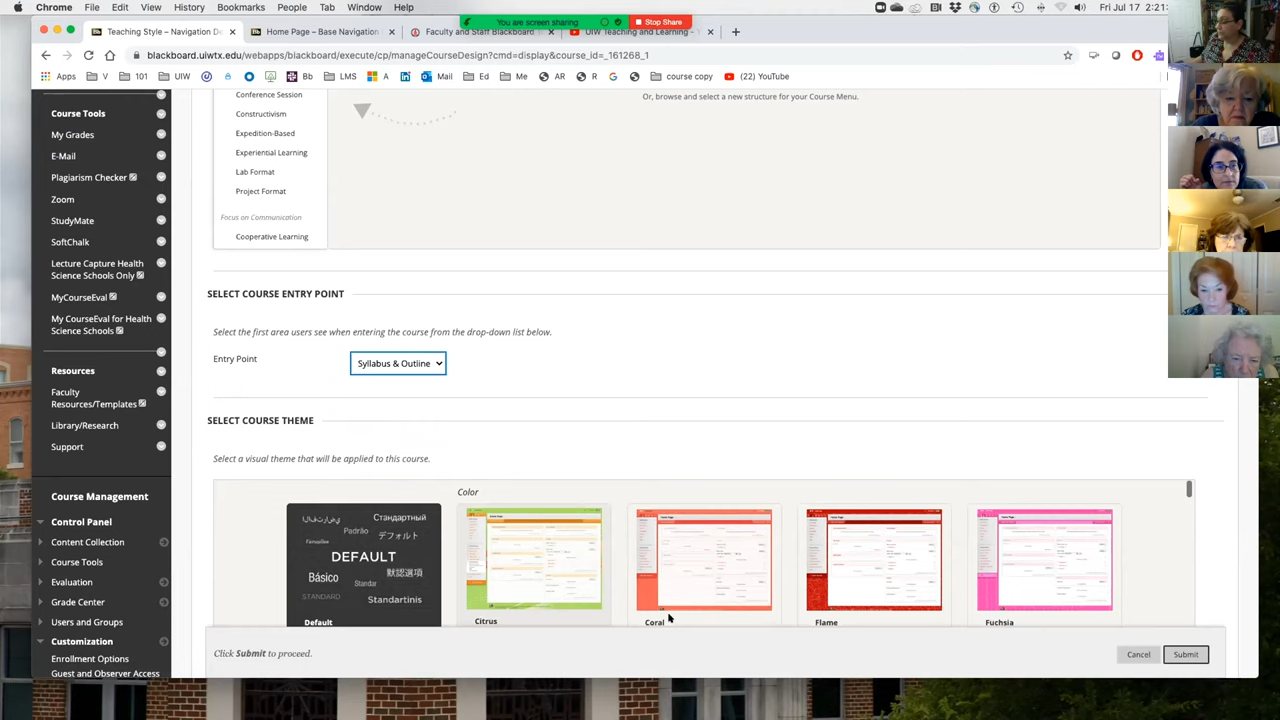 Chrome File Edit View History Bookmarks People Tab Window Help
Fri Jul 17 2:21
You are screen sharing Stop Share
Teaching Style – Navigation De
Home Page – Base Navigation
Faculty and Staff Blackboard
UIW Teaching and Learning -
blackboard.uiwtx.edu/webapps/blackboard/execute/cp/manageCourseDesign?cmd=display&course_id=_161268_1
Apps V 101 UIW Bb LMS A Mail Ed Me AR R course copy (22) YouTube
Course Tools
My Grades
E-Mail
Plagiarism Checker
Zoom
StudyMate
SoftChalk
Lecture Capture Health
Science Schools Only
MyCourseEval
My CourseEval for Health
Science Schools
Resources
Faculty
Resources/Templates
Library/Research
Support
Course Management
Control Panel
Content Collection
Course Tools
Evaluation
Grade Center
Users and Groups
Customization
Enrollment Options
Guest and Observer Access
Conference Session
Constructivism
Expedition-Based
Experiential Learning
Lab Format
Project Format
Focus on Communication
Cooperative Learning
Or, browse and select a new structure for your Course Menu.
SELECT COURSE ENTRY POINT
Select the first area users see when entering the course from the drop-down list below.
Entry Point
Syllabus & Outline
SELECT COURSE THEME
Select a visual theme that will be applied to this course.
Color
Стандартный
Padrão
デフォルト
DEFAULT
Básico
Standar
默認選項
STANDARD
Standartinis
Default
Citrus
Coral
Flame
Fuchsia
Click Submit to proceed.
Cancel
Submit